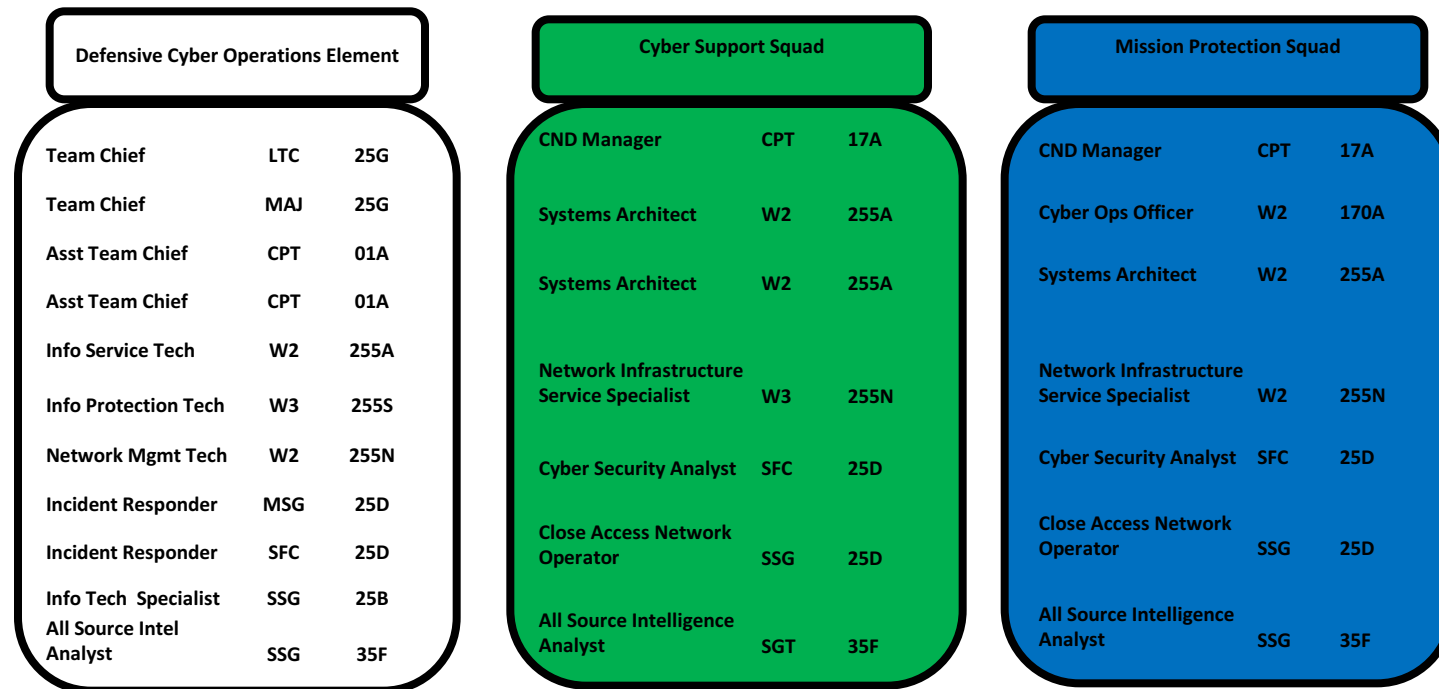 Defensive Cyber Operations Element
Team Chief LTC 25G
Team Chief MAJ 25G
Asst Team Chief CPT 01A
Asst Team Chief CPT 01A
Info Service Tech W2 255A
Info Protection Tech W3 255S
Network Mgmt Tech W2 255N
Incident Responder MSG 25D
Incident Responder SFC 25D
Info Tech Specialist SSG 25B
All Source Intel
Analyst SSG 35F
Cyber Support Squad
CND Manager CPT 17A
Systems Architect W2 255A
Systems Architect W2 255A
Network Infrastructure
Service Specialist W3 255N
Cyber Security Analyst SFC 25D
Close Access Network
Operator SSG 25D
All Source Intelligence
Analyst SGT 35F
Mission Protection Squad
CND Manager CPT 17A
Cyber Ops Officer W2 170A
Systems Architect W2 255A
Network Infrastructure
Service Specialist W2 255N
Cyber Security Analyst SFC 25D
Close Access Network
Operator SSG 25D
All Source Intelligence
Analyst SSG 35F